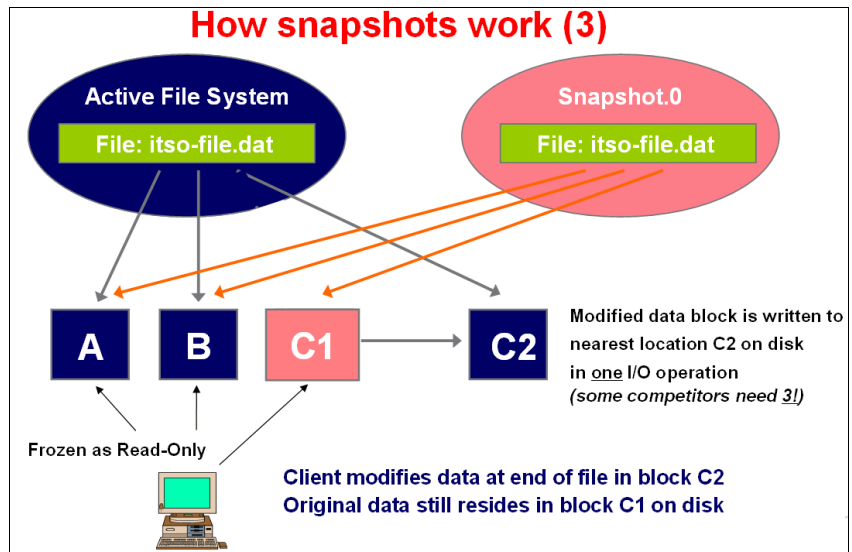 How snapshots work (3)
Active File System
File: itso-file.dat
Snapshot.0
File: itso-file.dat
A
B
C1
C2
Modified data block is written to
nearest location C2 on disk
in one I/O operation
(some competitors need 3!)
Frozen as Read-Only
Client modifies data at end of file in block C2
Original data still resides in block C1 on disk